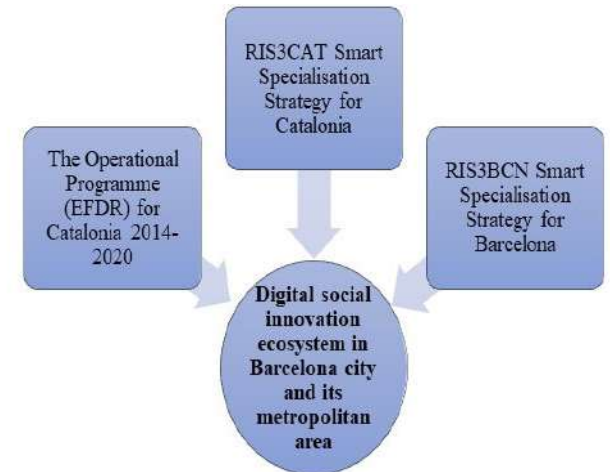 RIS3CAT Smart
Specialisation
Strategy for
Catalonia
The Operational
Programme
(EFDR) for
Catalonia 2014-
2020
RIS3BCN Smart
Specialisation
Strategy for
Barcelona
Digital social
innovation
ecosystem in
Barcelona city
and its
metropolitan
area